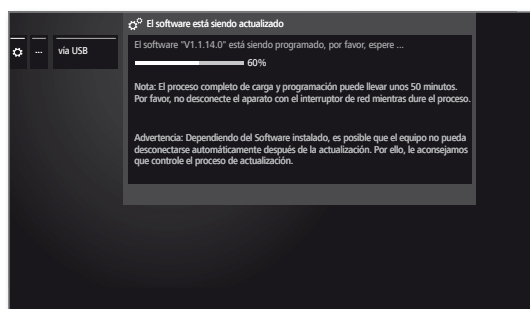 El software está siendo actualizado
... vía USB
El software "V1.1.14.0" está siendo programado, por favor, espere ...
60%
Nota: El proceso completo de carga y programación puede llevar unos 50 minutos.
Por favor, no desconecte el aparato con el interruptor de red mientras dure el proceso.
Advertencia: Dependiendo del Software instalado, es posible que el equipo no pueda
desconectarse automáticamente después de la actualización. Por ello, le aconsejamos
que controle el proceso de actualización.